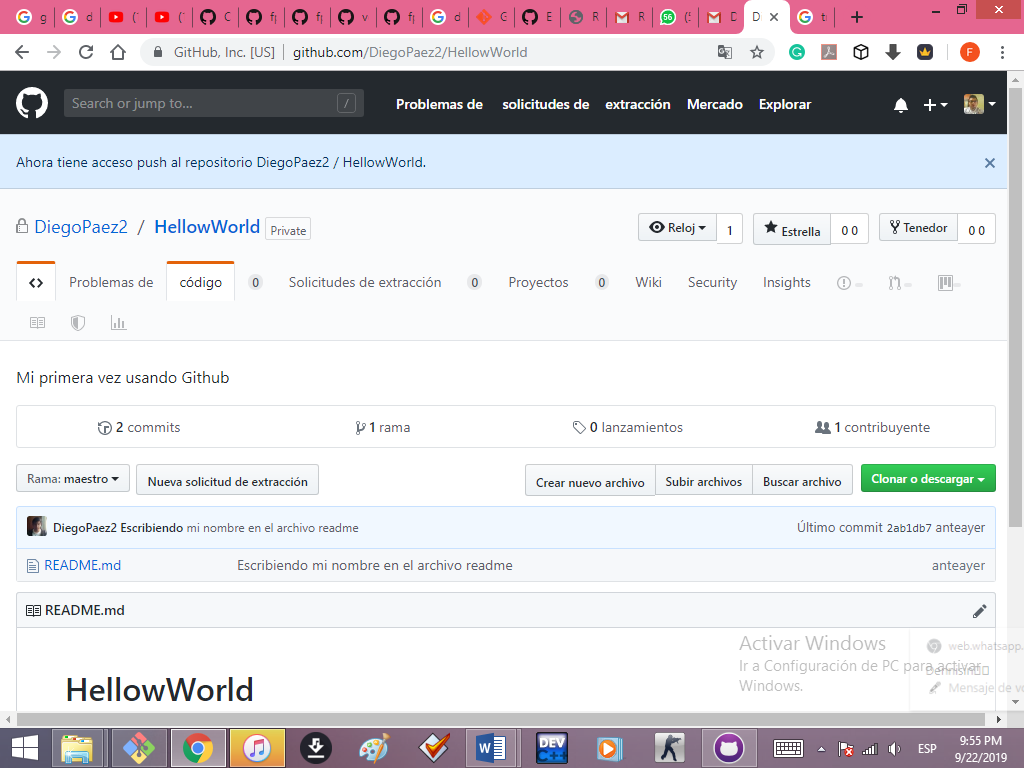 g
d
(
(
C
f
f
v
f
d
G
E
R
R
56
(
D
D
t
GitHub, Inc. [US] | github.com/DiegoPaez2/HellowWorld
F
Search or jump to...
/
Problemas de
solicitudes de
extracción
Mercado
Explorar
Ahora tiene acceso push al repositorio DiegoPaez2 / HellowWorld.
DiegoPaez2 / HellowWorld Private
Reloj 1
Estrella 0 0
Tenedor 0 0
Problemas de
código
0
Solicitudes de extracción
0
Proyectos
0
Wiki
Security
Insights
Mi primera vez usando Github
2 commits
1 rama
0 lanzamientos
1 contribuyente
Rama: maestro
Nueva solicitud de extracción
Crear nuevo archivo
Subir archivos
Buscar archivo
Clonar o descargar
DiegoPaez2 Escribiendo mi nombre en el archivo readme
Último commit 2ab1db7 anteayer
README.md
Escribiendo mi nombre en el archivo readme
anteayer
README.md
HellowWorld
Activar Windows
Ir a Configuración de PC para activar
Windows.
web.whatsapp.
Mensaje de vo
DEV
C++
ESP
9:55 PM
9/22/2019